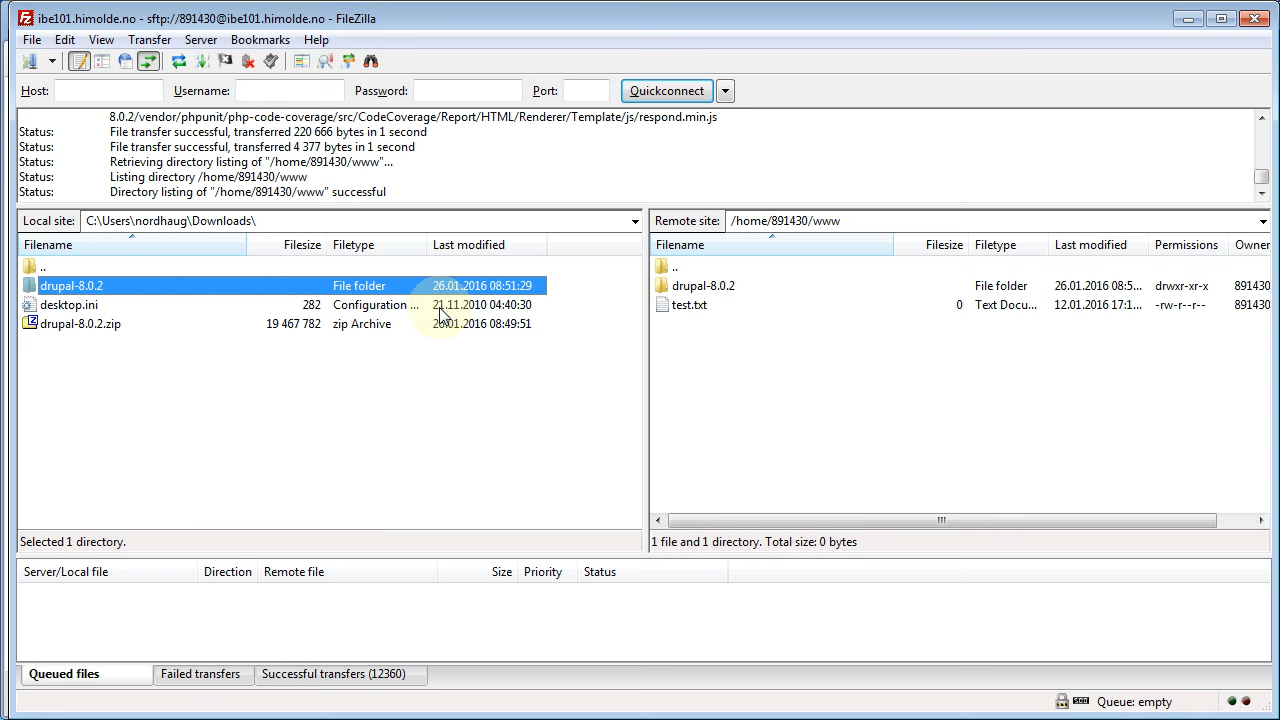 ibe101.himolde.no - sftp://891430@ibe101.himolde.no - FileZilla
File Edit View Transfer Server Bookmarks Help
Host: Username: Password: Port: Quickconnect
8.0.2/vendor/phpunit/php-code-coverage/src/CodeCoverage/Report/HTML/Renderer/Template/js/respond.min.js
Status: File transfer successful, transferred 220 666 bytes in 1 second
Status: File transfer successful, transferred 4 377 bytes in 1 second
Status: Retrieving directory listing of "/home/891430/www"...
Status: Listing directory /home/891430/www
Status: Directory listing of "/home/891430/www" successful
Local site: C:\Users\nordhaug\Downloads\
Filename Filesize Filetype Last modified
..
drupal-8.0.2 File folder 26.01.2016 08:51:29
desktop.ini 282 Configuration ... 21.11.2010 04:40:30
drupal-8.0.2.zip 19 467 782 zip Archive 26.01.2016 08:49:51
Selected 1 directory.
Remote site: /home/891430/www
Filename Filesize Filetype Last modified Permissions Owner
..
drupal-8.0.2 File folder 26.01.2016 08:5... drwxr-xr-x 891430
test.txt 0 Text Docu... 12.01.2016 17:1... -rw-r--r-- 891430
1 file and 1 directory. Total size: 0 bytes
Server/Local file Direction Remote file Size Priority Status
Queued files Failed transfers Successful transfers (12360)
Queue: empty